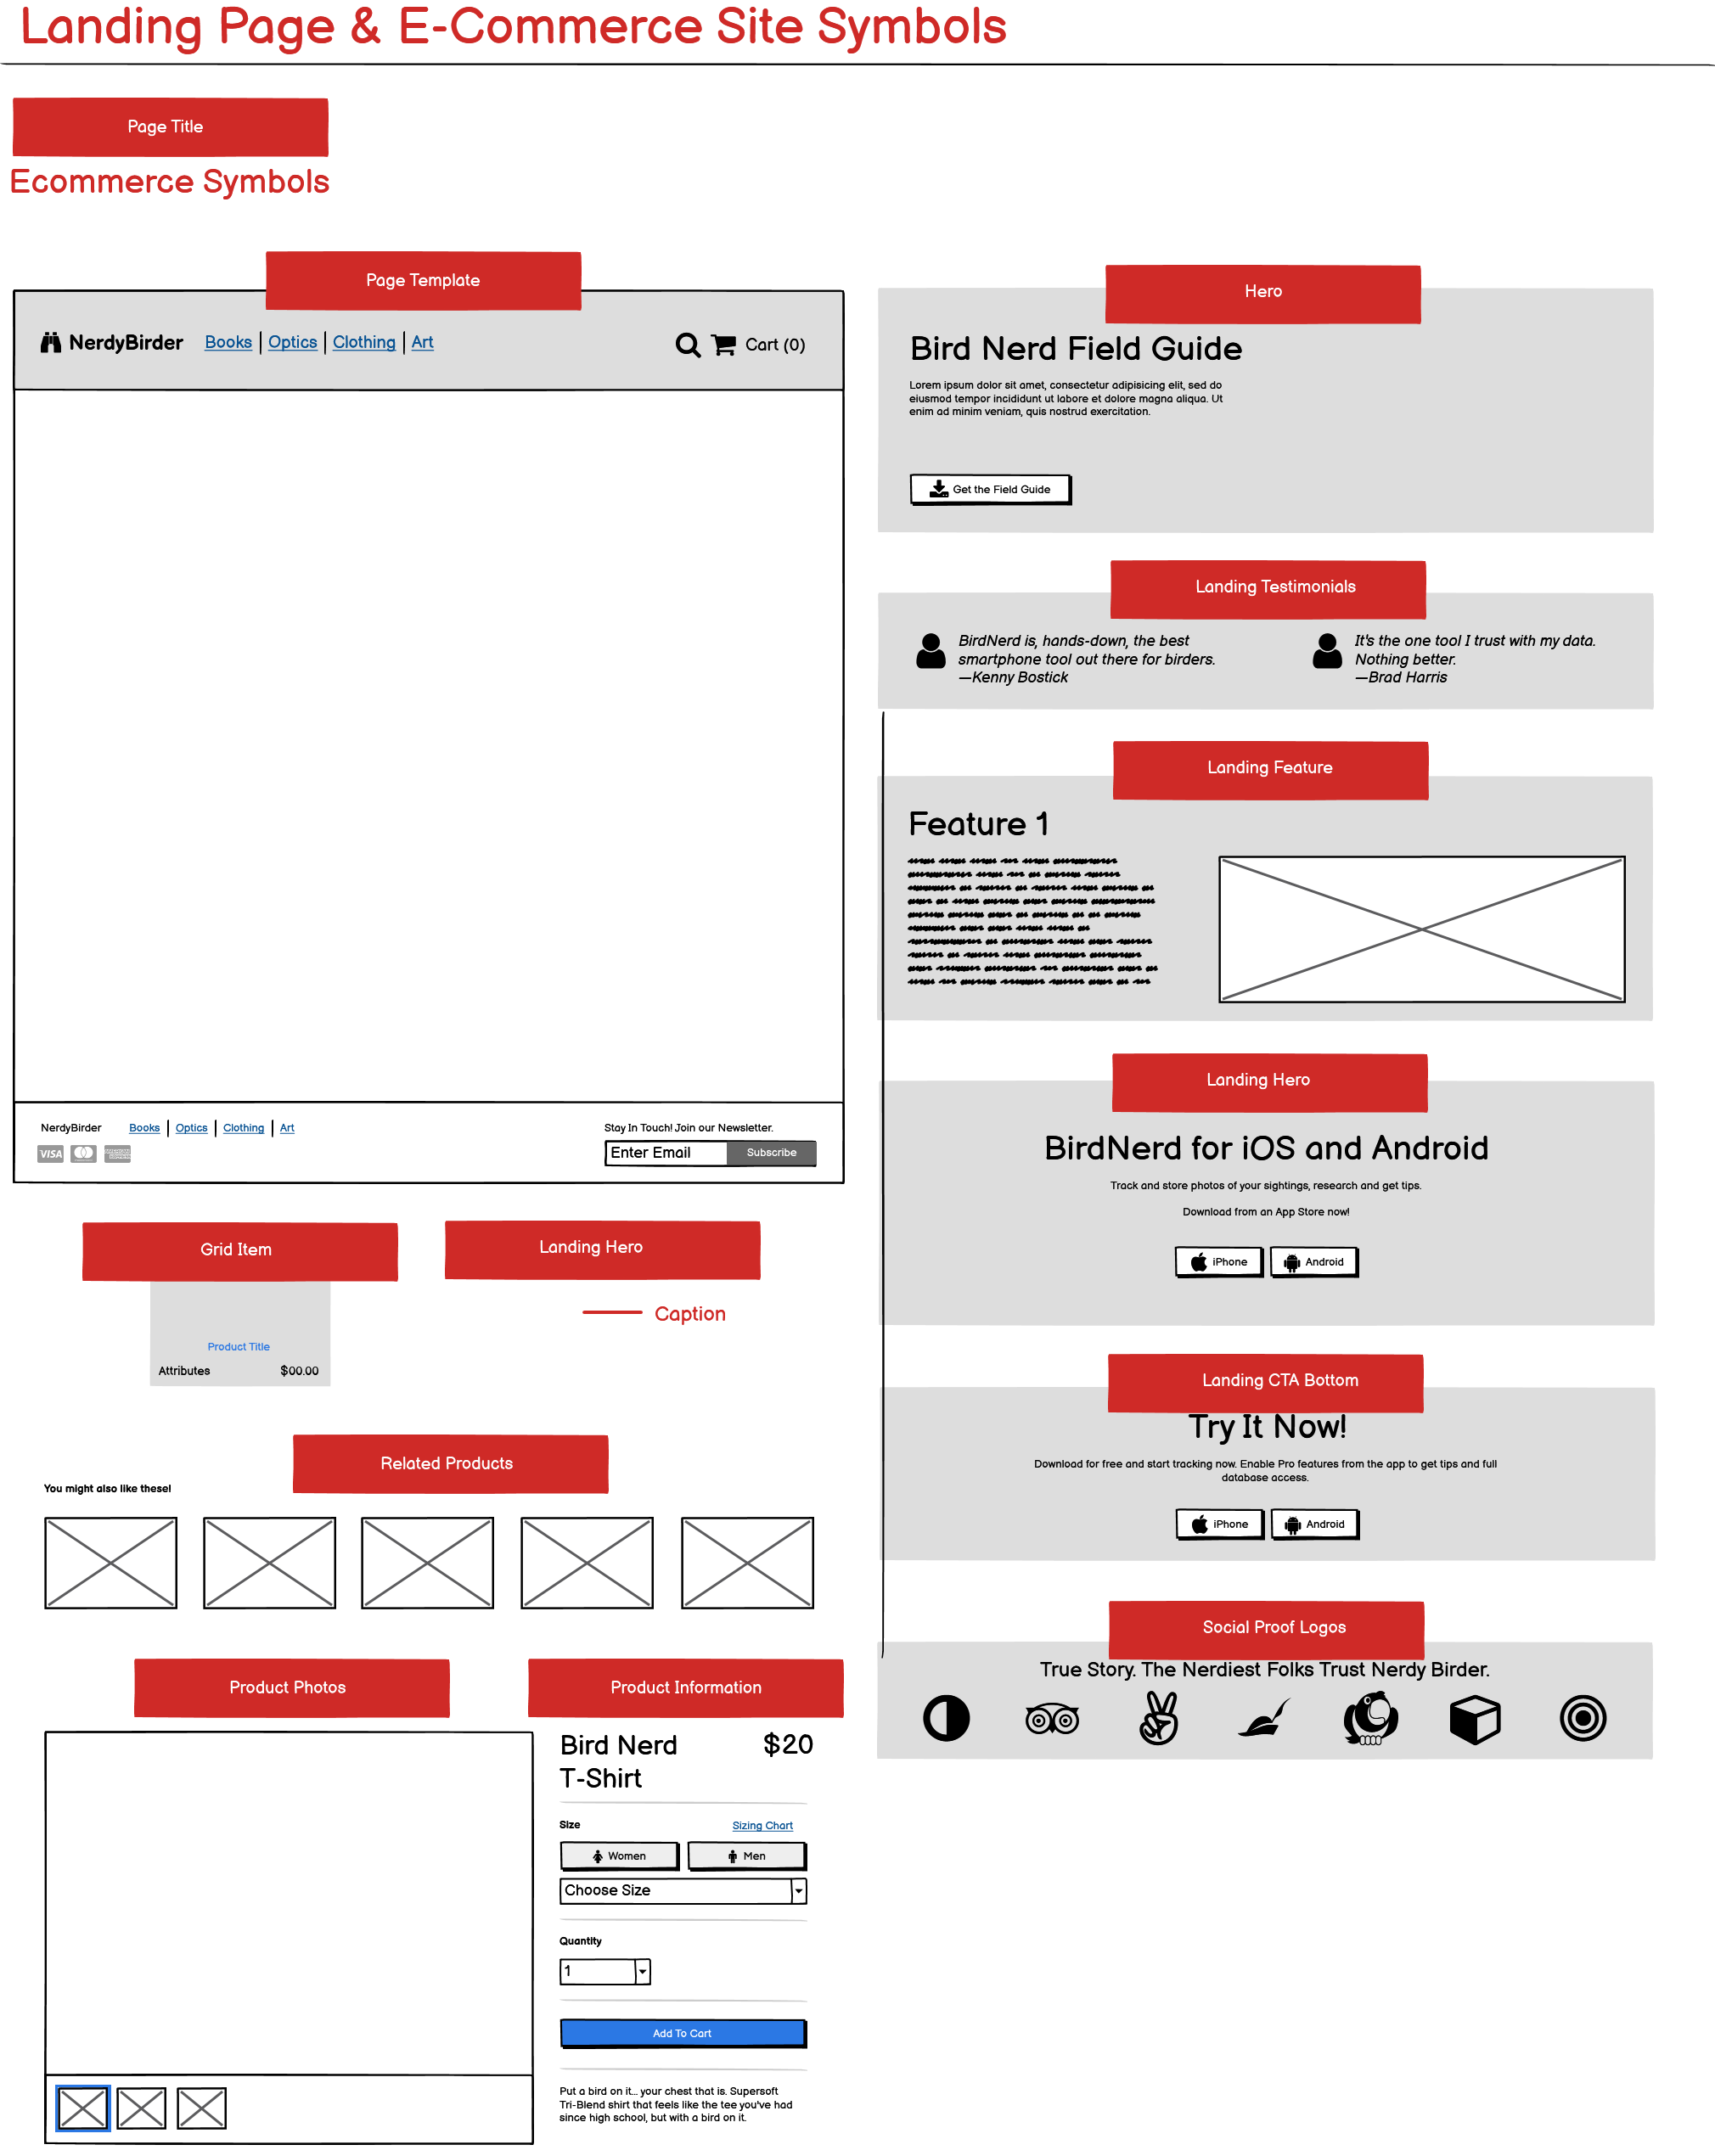 Landing Page & E-Commerce Site Symbols
Page Title
Ecommerce Symbols
Page Template
NerdyBirder Books Optics Clothing Art Cart (0)
NerdyBirder Books Optics Clothing Art
VISA
Stay In Touch! Join our Newsletter.
Enter Email Subscribe
Grid Item
Product Title
Attributes $00.00
Landing Hero
Caption
Related Products
You might also like these!
Product Photos
Product Information
Bird Nerd $20
T-Shirt
Size Sizing Chart
Women Men
Choose Size
Quantity
1
Add To Cart
Put a bird on it... your chest that is. Supersoft
Tri-Blend shirt that feels like the tee you've had
since high school, but with a bird on it.
Hero
Bird Nerd Field Guide
Lorem ipsum dolor sit amet, consectetur adipisicing elit, sed do
eiusmod tempor incididunt ut labore et dolore magna aliqua. Ut
enim ad minim veniam, quis nostrud exercitation.
Get the Field Guide
Landing Testimonials
BirdNerd is, hands-down, the best
smartphone tool out there for birders.
—Kenny Bostick
It's the one tool I trust with my data.
Nothing better.
—Brad Harris
Landing Feature
Feature 1
Landing Hero
BirdNerd for iOS and Android
Track and store photos of your sightings, research and get tips.
Download from an App Store now!
iPhone Android
Landing CTA Bottom
Try It Now!
Download for free and start tracking now. Enable Pro features from the app to get tips and full
database access.
iPhone Android
Social Proof Logos
True Story. The Nerdiest Folks Trust Nerdy Birder.